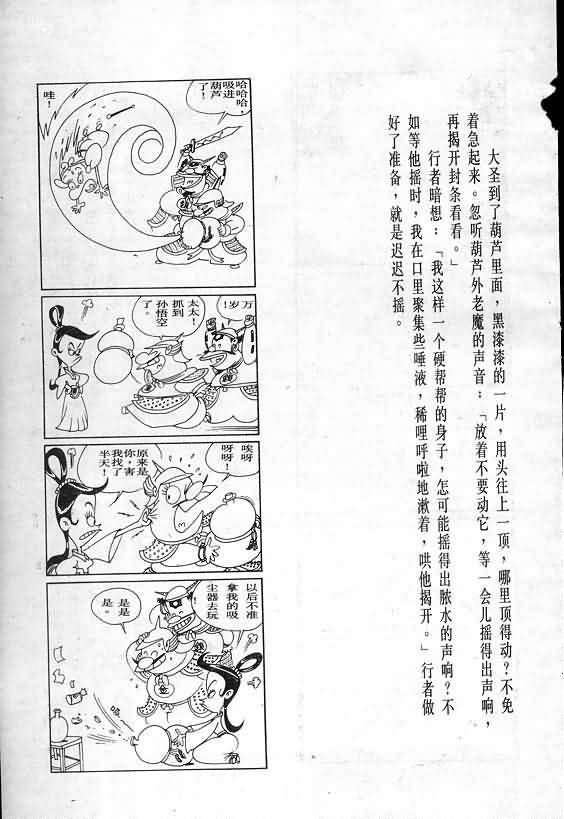 大圣到了葫芦里面，黑漆漆的一片，用头往上一顶，哪里顶得动？不免
着急起来。忽听葫芦外老魔的声音：「放着不要动它，等一会儿摇得出声响，
再揭开封条看看。」
行者暗想：「我这样一个硬帮帮的身子，怎可能摇得出脓水的声响？不
如等他摇时，我在口里聚集些唾液，稀哩呼啦地漱着，哄他揭开。」行者做
好了准备，就是迟迟不摇。
哈哈哈，
吸进
葫芦
了！
哇！
万
岁！
太
太！
抓到
孙悟空
了。
唉呀
呀！
原来是
你，害
我找了
半天！
以后不准
拿我的吸
尘器去玩
是是
是。